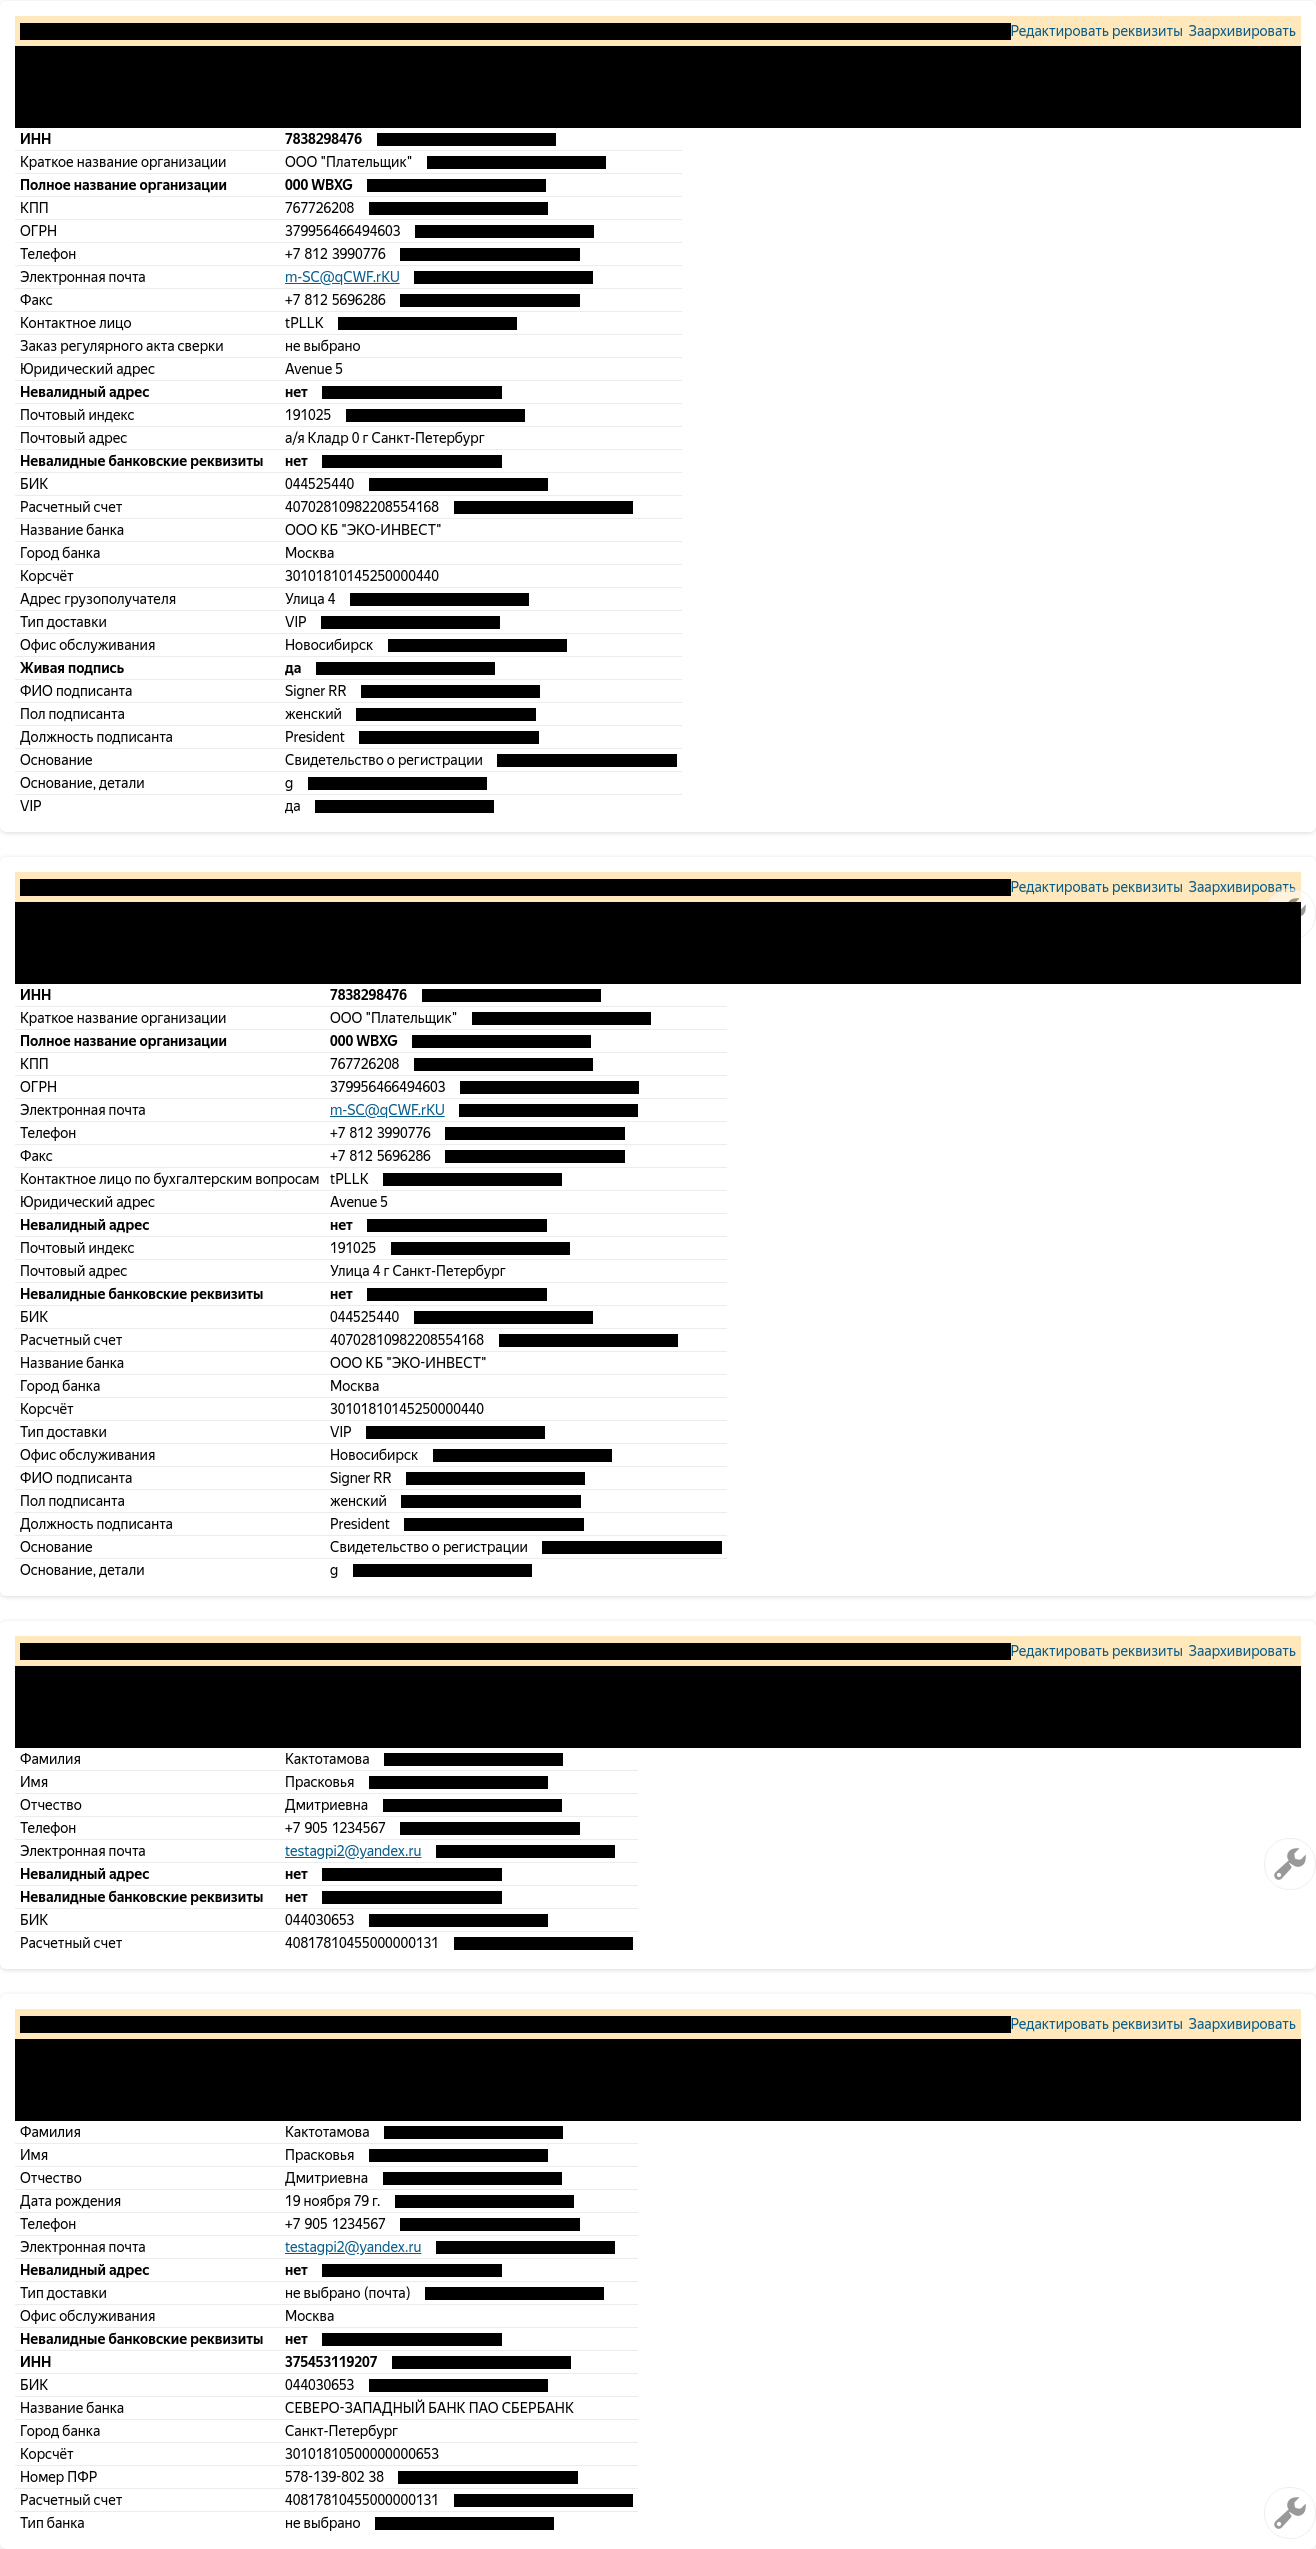 Редактировать реквизиты Заархивировать
ИНН 7838298476
Краткое название организации ООО "Плательщик"
Полное название организации 000 WBXG
КПП 767726208
ОГРН 379956466494603
Телефон +7 812 3990776
Электронная почта m-SC@qCWF.rKU
Факс +7 812 5696286
Контактное лицо tPLLK
Заказ регулярного акта сверки не выбрано
Юридический адрес Avenue 5
Невалидный адрес нет
Почтовый индекс 191025
Почтовый адрес а/я Кладр 0 г Санкт-Петербург
Невалидные банковские реквизиты нет
БИК 044525440
Расчетный счет 40702810982208554168
Название банка ООО КБ "ЭКО-ИНВЕСТ"
Город банка Москва
Корсчёт 30101810145250000440
Адрес грузополучателя Улица 4
Тип доставки VIP
Офис обслуживания Новосибирск
Живая подпись да
ФИО подписанта Signer RR
Пол подписанта женский
Должность подписанта President
Основание Свидетельство о регистрации
Основание, детали g
VIP да
Редактировать реквизиты Заархивировать
ИНН 7838298476
Краткое название организации ООО "Плательщик"
Полное название организации 000 WBXG
КПП 767726208
ОГРН 379956466494603
Электронная почта m-SC@qCWF.rKU
Телефон +7 812 3990776
Факс +7 812 5696286
Контактное лицо по бухгалтерским вопросам tPLLK
Юридический адрес Avenue 5
Невалидный адрес нет
Почтовый индекс 191025
Почтовый адрес Улица 4 г Санкт-Петербург
Невалидные банковские реквизиты нет
БИК 044525440
Расчетный счет 40702810982208554168
Название банка ООО КБ "ЭКО-ИНВЕСТ"
Город банка Москва
Корсчёт 30101810145250000440
Тип доставки VIP
Офис обслуживания Новосибирск
ФИО подписанта Signer RR
Пол подписанта женский
Должность подписанта President
Основание Свидетельство о регистрации
Основание, детали g
Редактировать реквизиты Заархивировать
Фамилия Кактотамова
Имя Прасковья
Отчество Дмитриевна
Телефон +7 905 1234567
Электронная почта testagpi2@yandex.ru
Невалидный адрес нет
Невалидные банковские реквизиты нет
БИК 044030653
Расчетный счет 40817810455000000131
Редактировать реквизиты Заархивировать
Фамилия Кактотамова
Имя Прасковья
Отчество Дмитриевна
Дата рождения 19 ноября 79 г.
Телефон +7 905 1234567
Электронная почта testagpi2@yandex.ru
Невалидный адрес нет
Тип доставки не выбрано (почта)
Офис обслуживания Москва
Невалидные банковские реквизиты нет
ИНН 375453119207
БИК 044030653
Название банка СЕВЕРО-ЗАПАДНЫЙ БАНК ПАО СБЕРБАНК
Город банка Санкт-Петербург
Корсчёт 30101810500000000653
Номер ПФР 578-139-802 38
Расчетный счет 40817810455000000131
Тип банка не выбрано